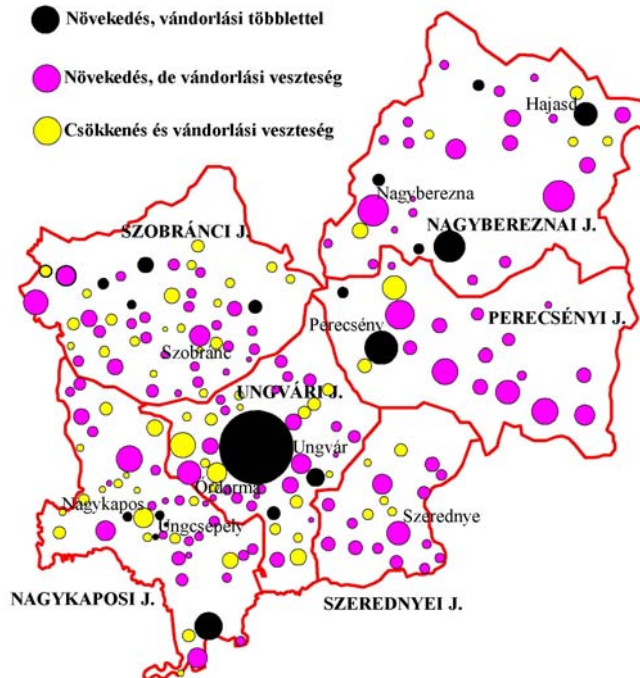 Növekedés, vándorlási többlettel
Növekedés, de vándorlási veszteség
Csökkenés és vándorlási veszteség
Hajasd
Nagyberezna
NAGYBEREZNAI J.
SZOBRÁNCI J.
PERECSÉNYI J.
Perecsény
Szobránc
UNGVÁRI J.
Ungvár
Ördarma
Nagykapos
Ungcsepely
Szerednye
NAGYKAPOSI J.
SZEREDNYEI J.